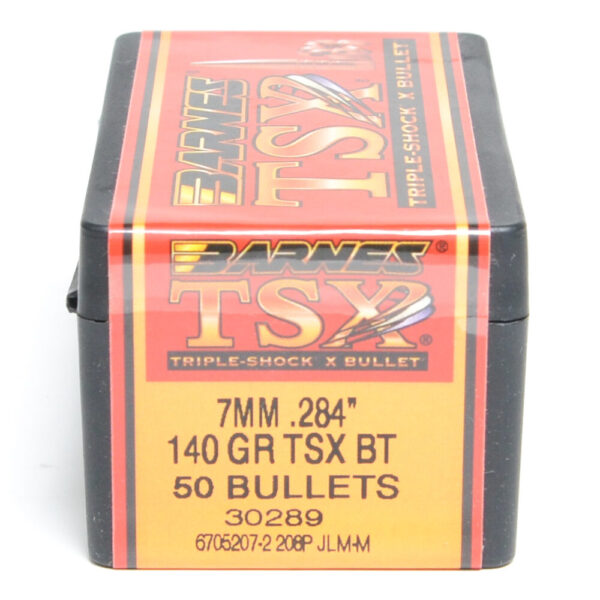 BARNES
TSX
TRIPLE-SHOCK X BULLET
BARNES®
TSX®
TRIPLE-SHOCK X BULLET
7MM .284"
140 GR TSX BT
50 BULLETS
30289
6705207-2 208P JLM-M